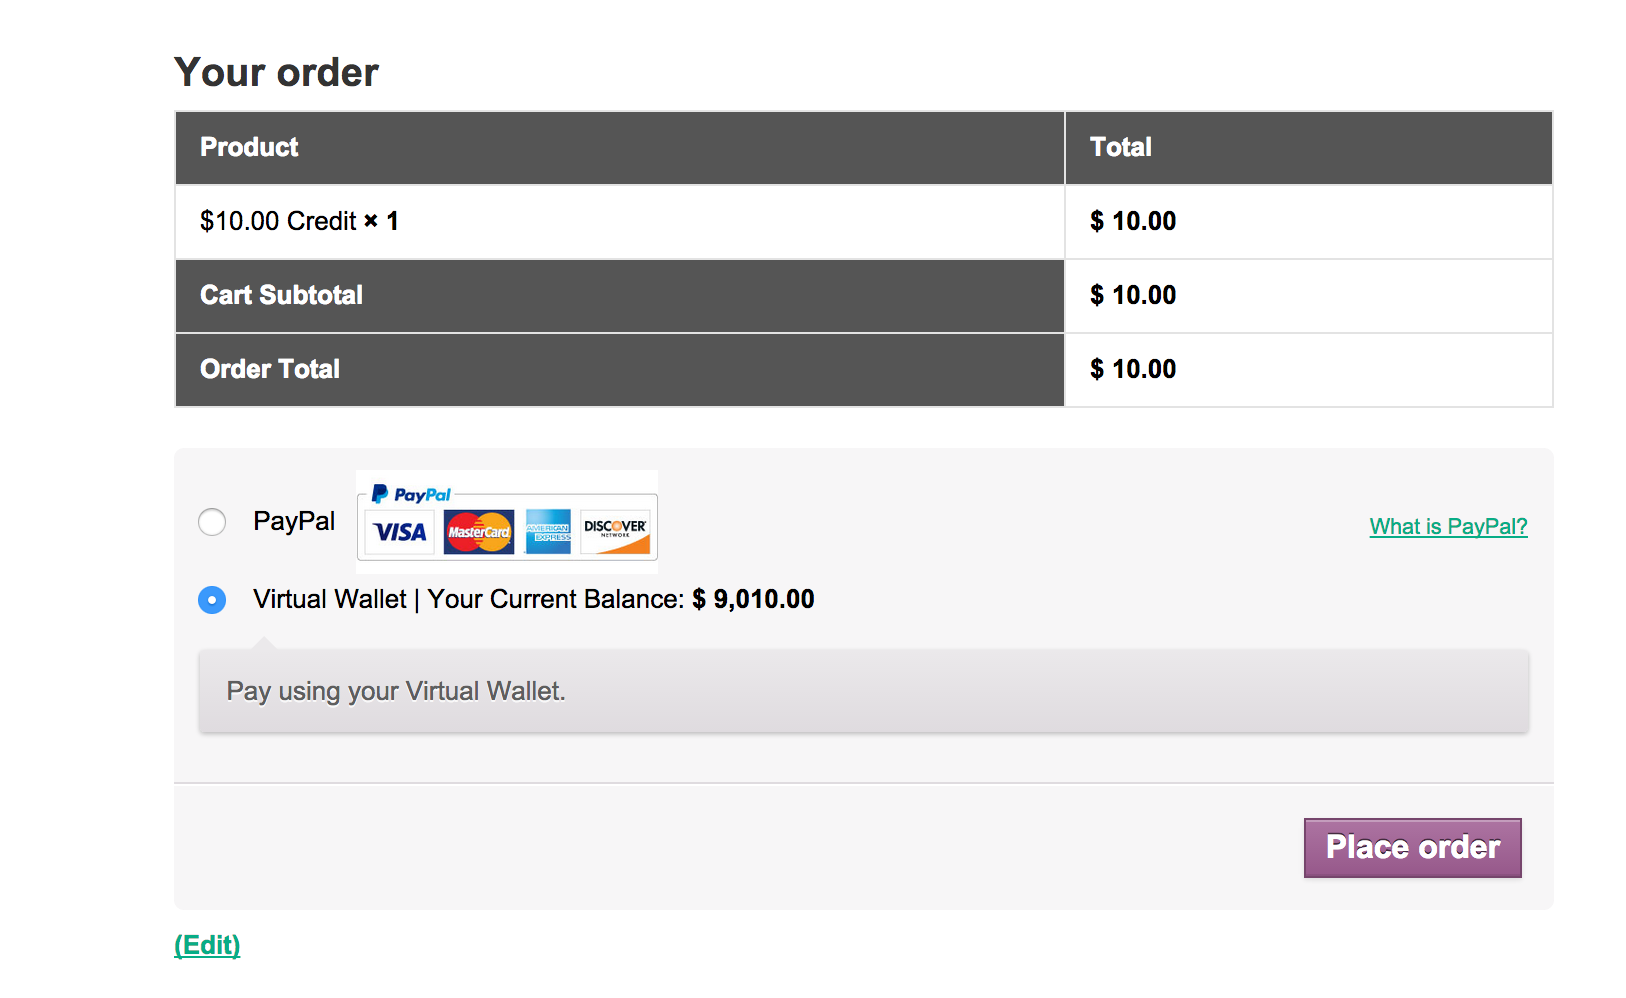 Your order
Product Total
$10.00 Credit × 1 $ 10.00
Cart Subtotal $ 10.00
Order Total $ 10.00
PayPal
PayPal What is PayPal?
VISA MasterCard AMERICAN EXPRESS DISCOVER NETWORK
Virtual Wallet | Your Current Balance: $ 9,010.00
Pay using your Virtual Wallet.
Place order
(Edit)